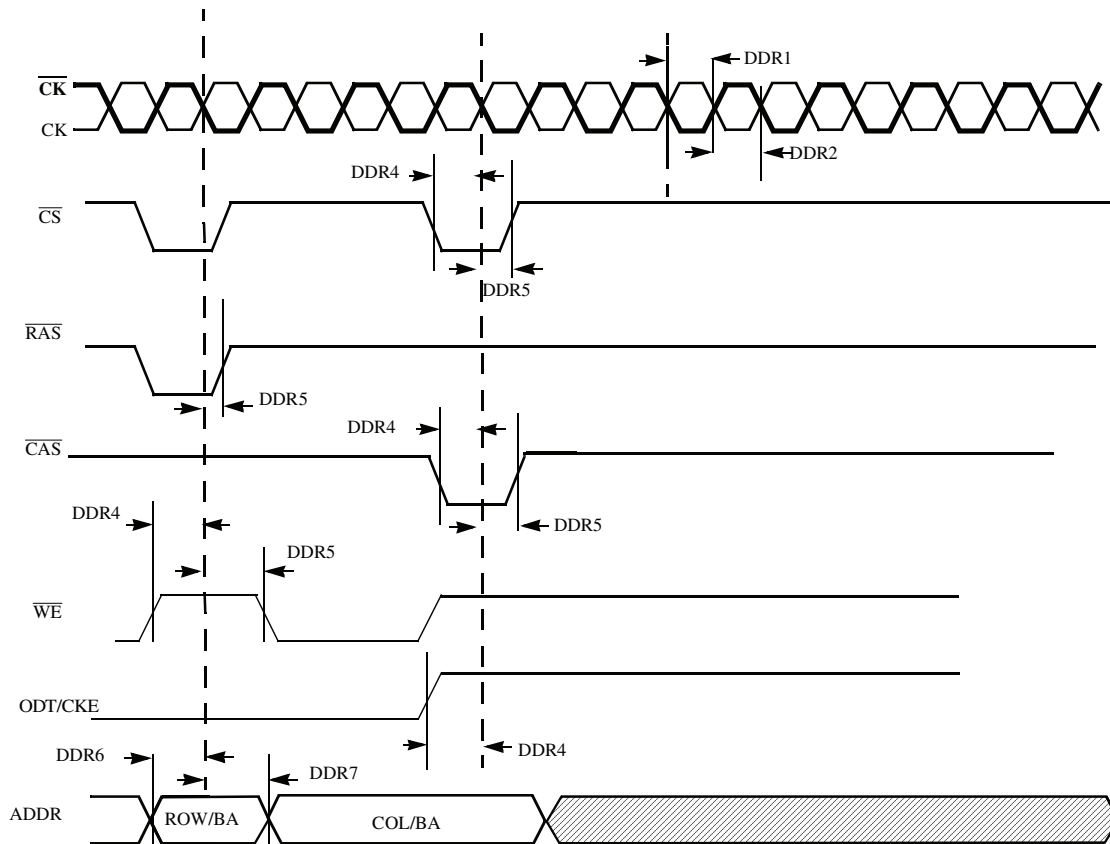 DDR1
CK
CK
DDR2
DDR4
CS
DDR5
RAS
DDR5
DDR4
CAS
DDR4
DDR5
DDR5
WE
ODT/CKE
DDR6
DDR4
DDR7
ADDR
ROW/BA
COL/BA